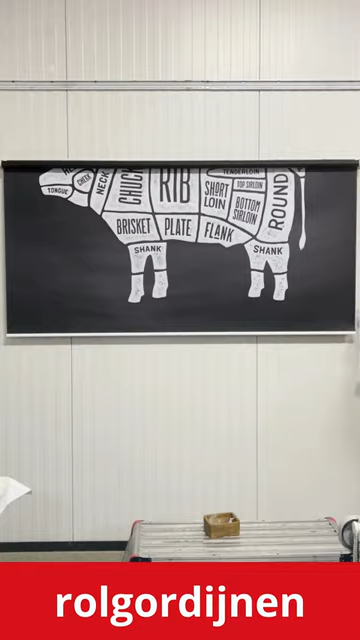 TONGUE
CHEEK
NECK
CHUCK
RIB
SHORT
LOIN
TENDERLOIN
TOP SIRLOIN
BOTTOM
SIRLOIN
ROUND
BRISKET
PLATE
FLANK
SHANK
SHANK
rolgordijnen